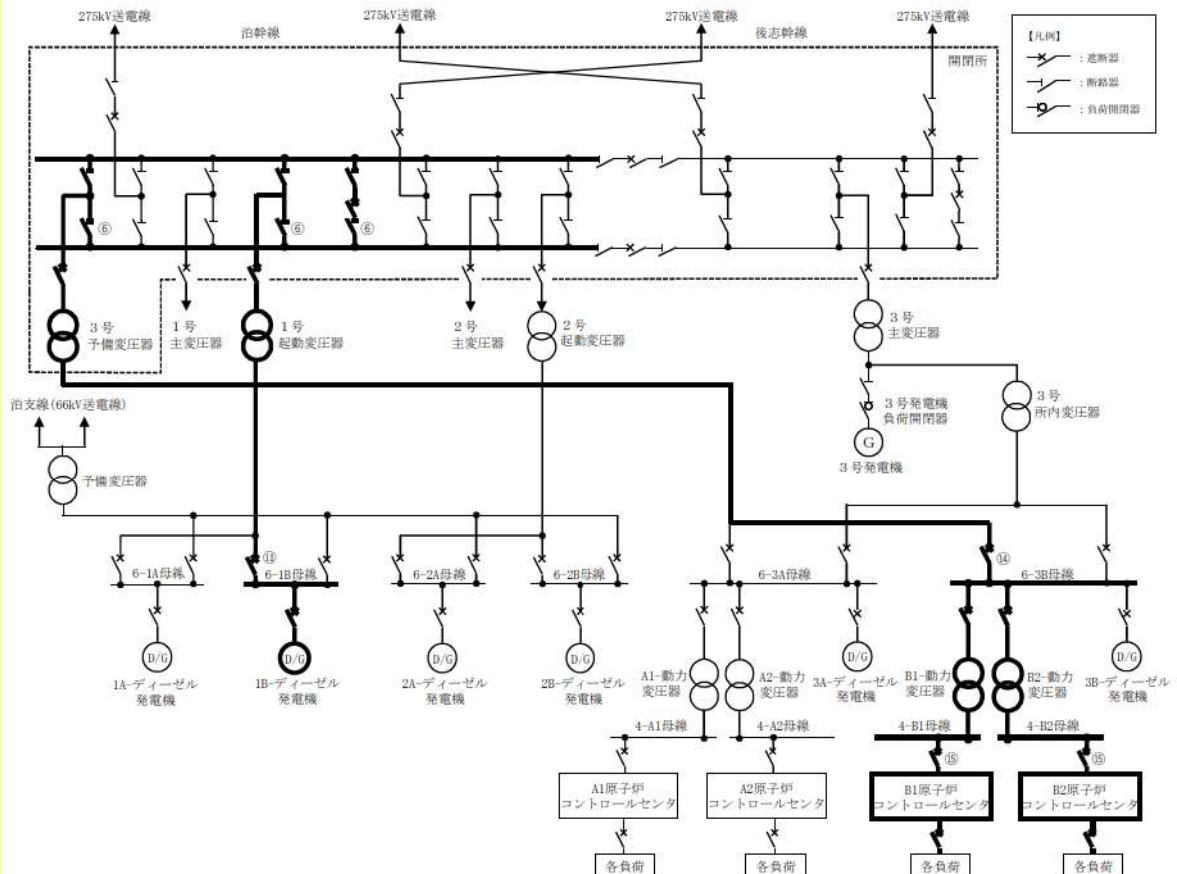 275kV送電線
275kV送電線
275kV送電線
275kV送電線
泊幹線
後志幹線
開閉所
【凡例】
：遮断器
：断路器
：負荷開閉器
⑥
⑥
⑥
3号
予備変圧器
1号
主変圧器
1号
起動変圧器
2号
主変圧器
2号
起動変圧器
3号
主変圧器
泊支線(66kV送電線)
予備変圧器
3号発電機
負荷開閉器
G
3号発電機
3号
所内変圧器
⑪
⑭
6-1A母線
6-1B母線
6-2A母線
6-2B母線
6-3A母線
6-3B母線
D/G
D/G
D/G
D/G
D/G
D/G
1A-ディーゼル
発電機
1B-ディーゼル
発電機
2A-ディーゼル
発電機
2B-ディーゼル
発電機
A1-動力
変圧器
A2-動力
変圧器
3A-ディーゼル
発電機
B1-動力
変圧器
B2-動力
変圧器
3B-ディーゼル
発電機
4-A1母線
4-A2母線
4-B1母線
4-B2母線
⑮
⑮
A1原子炉
コントロールセンタ
A2原子炉
コントロールセンタ
B1原子炉
コントロールセンタ
B2原子炉
コントロールセンタ
各負荷
各負荷
各負荷
各負荷